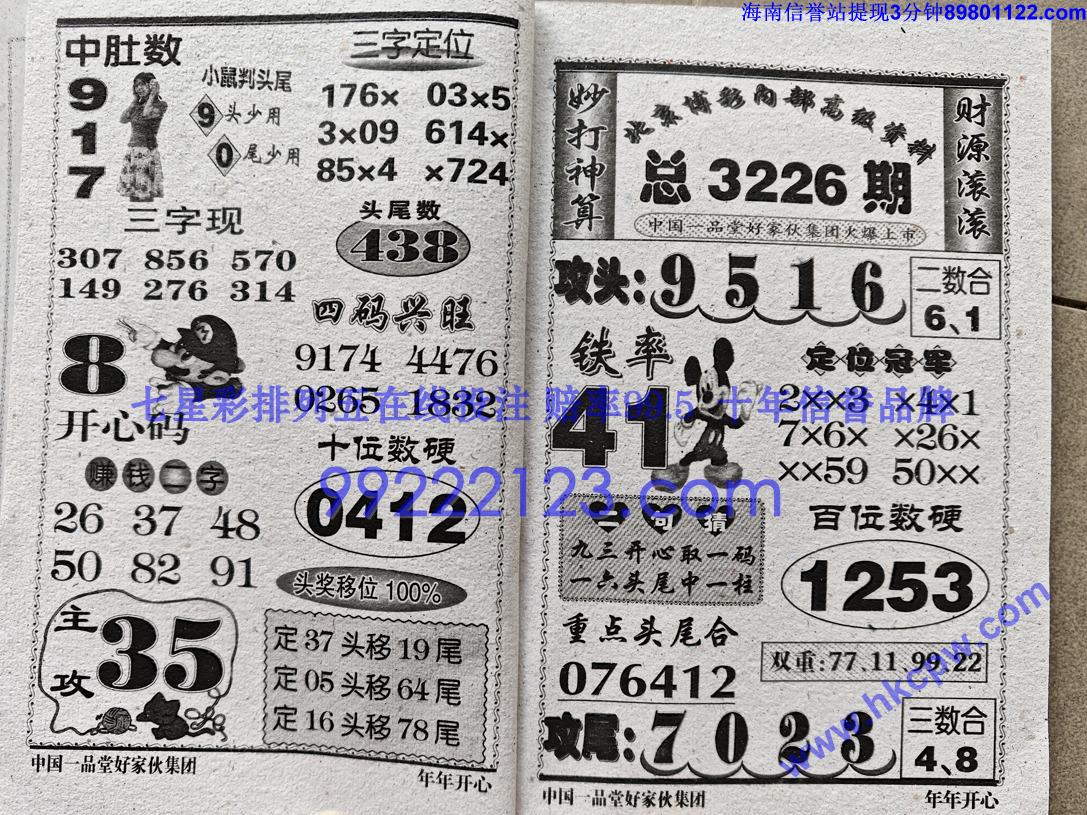 海南信誉站提现3分钟89801122.com
中肚数
9
1
7
小鼠判头尾
9 头少用
0 尾少用
三字定位
176× 03×5
3×09 614×
85×4 ×724
三字现
307 856 570
149 276 314
头尾数
438
8
开心码
四码兴旺
9174 4476
9265 1832
七星彩排列五在线投注 赔率99.5 十年信誉品牌
赚钱二字
26 37 48
50 82 91
十位数硬
0412
99222123.com
头奖移位 100%
主攻
35
定 37 头移 19 尾
定 05 头移 64 尾
定 16 头移 78 尾
中国一品堂好家伙集团
年年开心
妙打神算
北京博彩内部高级资料
总 3226 期
中国一品堂好家伙集团火爆上市
财源滚滚
攻头: 9 5 1 6
二数合
6、1
铁率
41
定位冠军
2××3 ×4×1
7×6× ×26×
××59 50××
二句猜
九三开心取一码
一六头尾中一柱
百位数硬
1253
重点头尾合
076412
双重:77.11.99.22
攻尾: 7 0 2 3
三数合
4、8
www.hkcpw.com
中国一品堂好家伙集团
年年开心